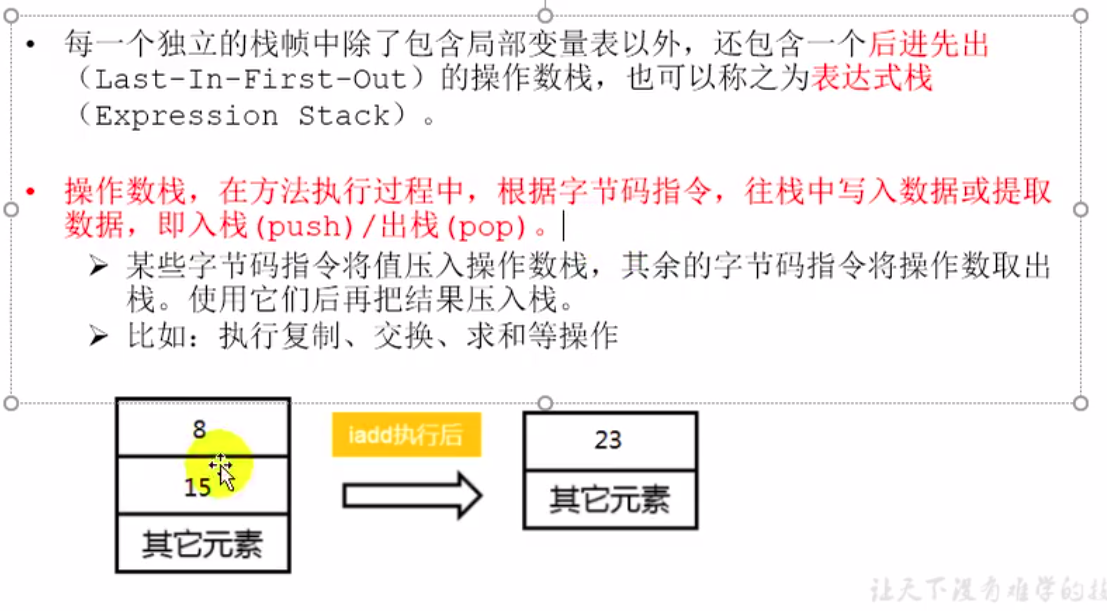 • 每一个独立的栈帧中除了包含局部变量表以外，还包含一个后进先出
（Last-In-First-Out）的操作数栈，也可以称之为表达式栈
（Expression Stack）。
• 操作数栈，在方法执行过程中，根据字节码指令，往栈中写入数据或提取
数据，即入栈(push)/出栈(pop)。
➢ 某些字节码指令将值压入操作数栈，其余的字节码指令将操作数取出
栈。使用它们后再把结果压入栈。
➢ 比如：执行复制、交换、求和等操作
8
15
其它元素
iadd执行后
23
其它元素
让天下没有难学的技